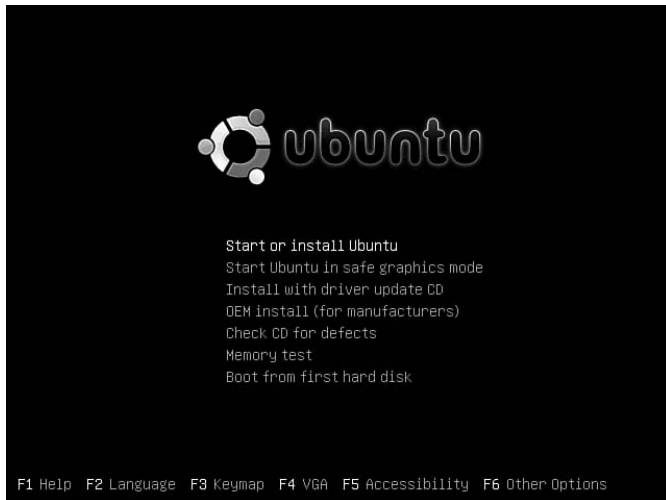 ubuntu
Start or install Ubuntu
Start Ubuntu in safe graphics mode
Install with driver update CD
OEM install (for manufacturers)
Check CD for defects
Memory test
Boot from first hard disk
F1 Help F2 Language F3 Keymap F4 VGA F5 Accessibility F6 Other Options